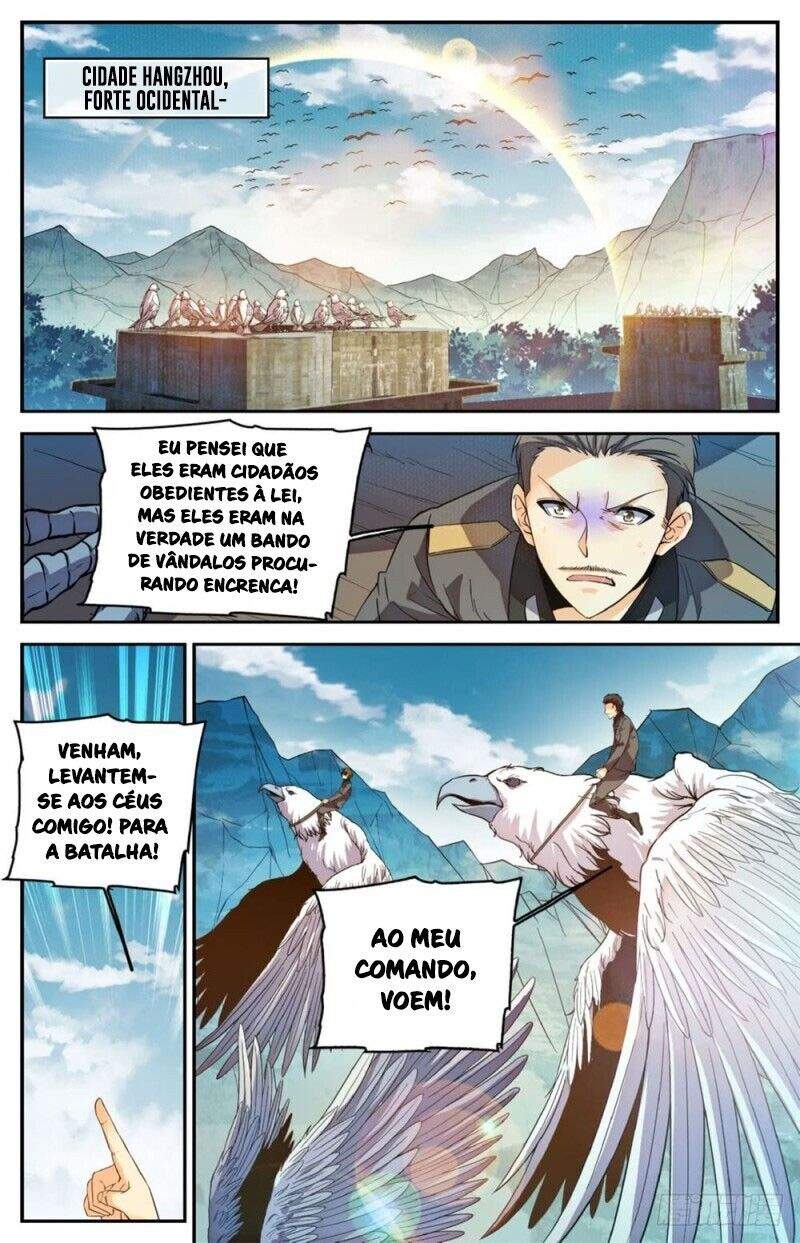 CIDADE HANGZHOU,
FORTE OCIDENTAL-
EU PENSEI QUE
ELES ERAM CIDADÃOS
OBEDIENTES À LEI,
MAS ELES ERAM NA
VERDADE UM BANDO
DE VÂNDALOS PROCU-
RANDO ENCRENCA!
VENHAM,
LEVANTEM-
SE AOS CÉUS
COMIGO! PARA
A BATALHA!
AO MEU
COMANDO,
VOEM!